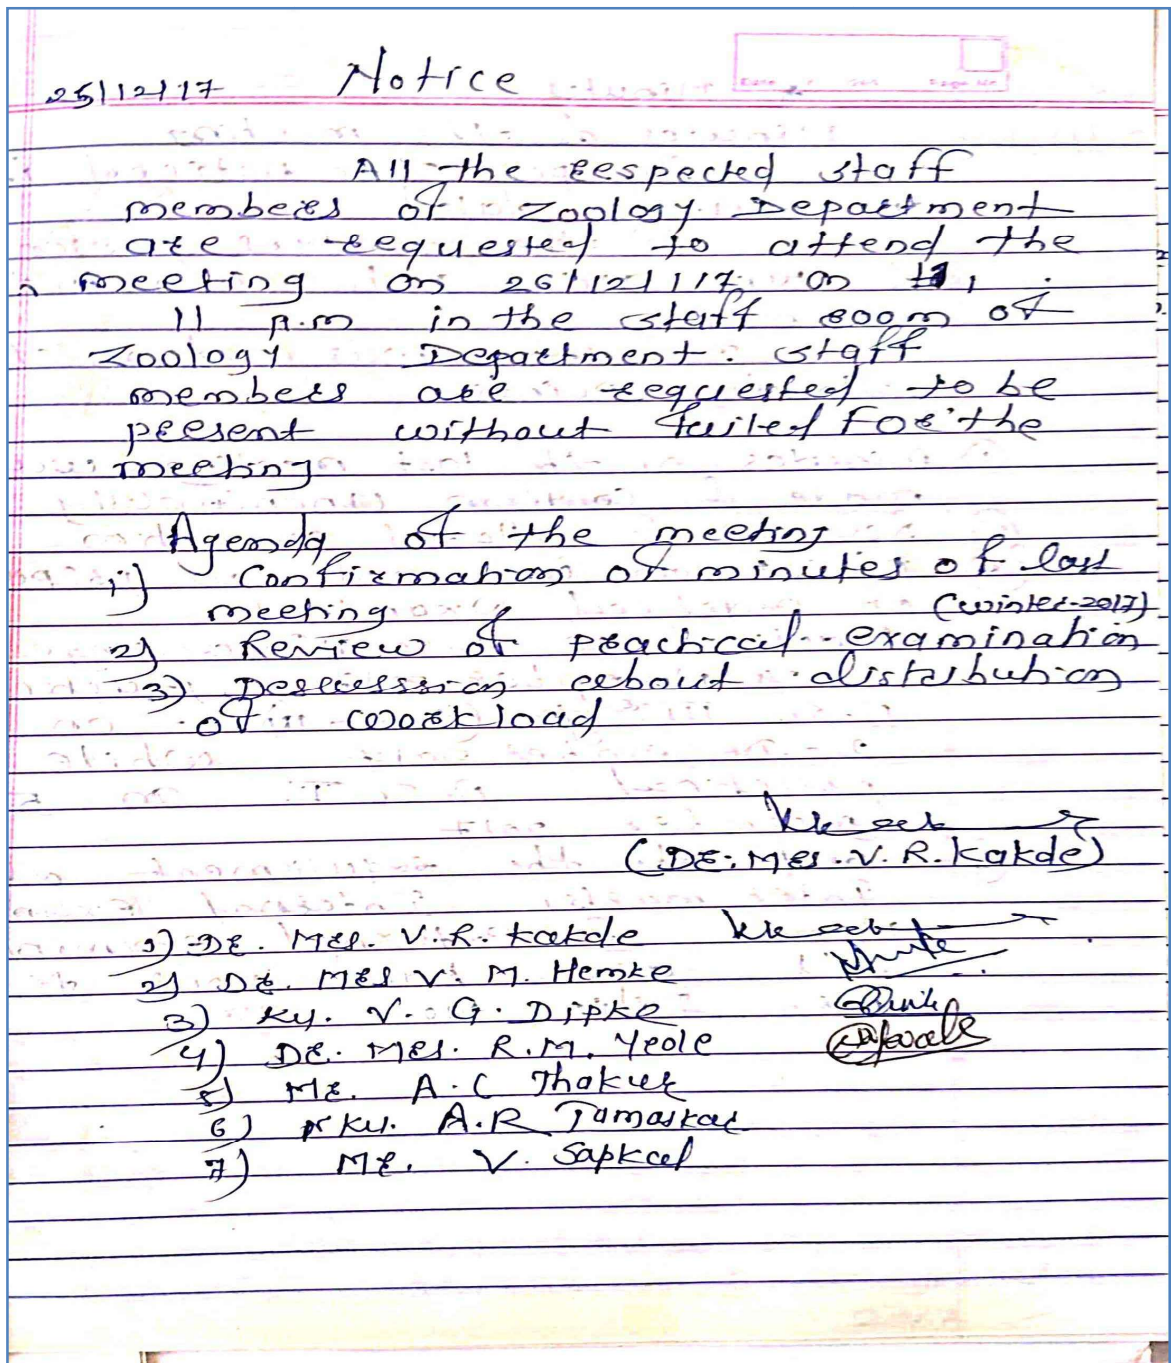 25/12/17 Notice
All the respected staff
members of Zoology Department
are requested to attend the
meeting on 26/12/17 on
11 p.m in the staff room of
Zoology Department. Staff
members are requested to be
present without failed For the
meeting
Agenda of the meeting
1) Confirmation of minutes of last
meeting
(winter-2017)
2) Review of practical examination
3) Desscussion about distribution
of workload
(Dr. Mrs. V. R. Kakde)
1) Dr. Mrs. V. R. Kakde
2) Dr. Mrs V. M. Hemke
3) Ku. V. G. Dipke
4) Dr. Mrs. R. M. Yeole
5) Mr. A. C Thakur
6) Ku. A. R Tamaskar
7) Mr. V. Sapkal